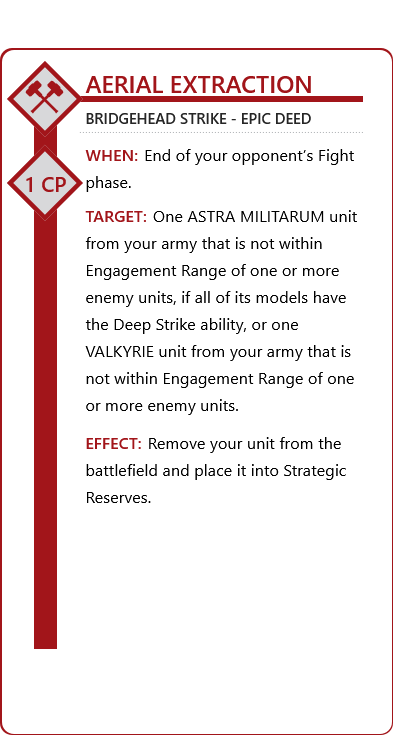 AERIAL EXTRACTION
BRIDGEHEAD STRIKE - EPIC DEED
1 CP
WHEN: End of your opponent's Fight
phase.
TARGET: One ASTRA MILITARUM unit
from your army that is not within
Engagement Range of one or more
enemy units, if all of its models have
the Deep Strike ability, or one
VALKYRIE unit from your army that is
not within Engagement Range of one
or more enemy units.
EFFECT: Remove your unit from the
battlefield and place it into Strategic
Reserves.